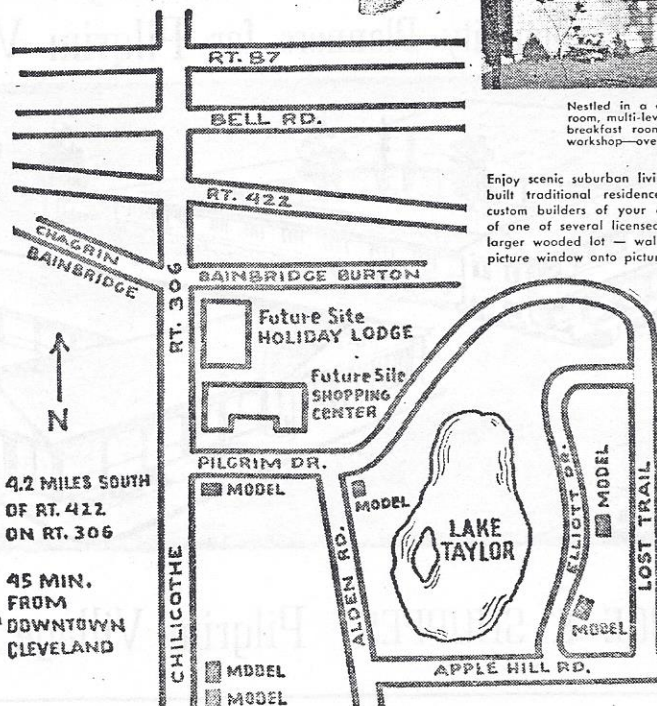 RT. 87
BELL RD.
RT. 422
CHAGRIN
BAINBRIDGE
RT. 306
BAINBRIDGE BURTON
Nestled in a
room, multi-lev
breakfast room
workshop—ove
Enjoy scenic suburban livi
built traditional residence
custom builders of your
of one of several licensed
larger wooded lot — wal
picture window onto pictur
Future Site
HOLIDAY LODGE
Future Site
SHOPPING
CENTER
N
PILGRIM DR.
MODEL
MODEL
4.2 MILES SOUTH
OF RT. 422
ON RT. 306
45 MIN.
FROM
DOWNTOWN
CLEVELAND
CHILICOTHE
ALDEN RD.
LAKE
TAYLOR
ELLIOTT DR.
MODEL
LOST TRAIL
MODEL
APPLE HILL RD.
MODEL
MODEL